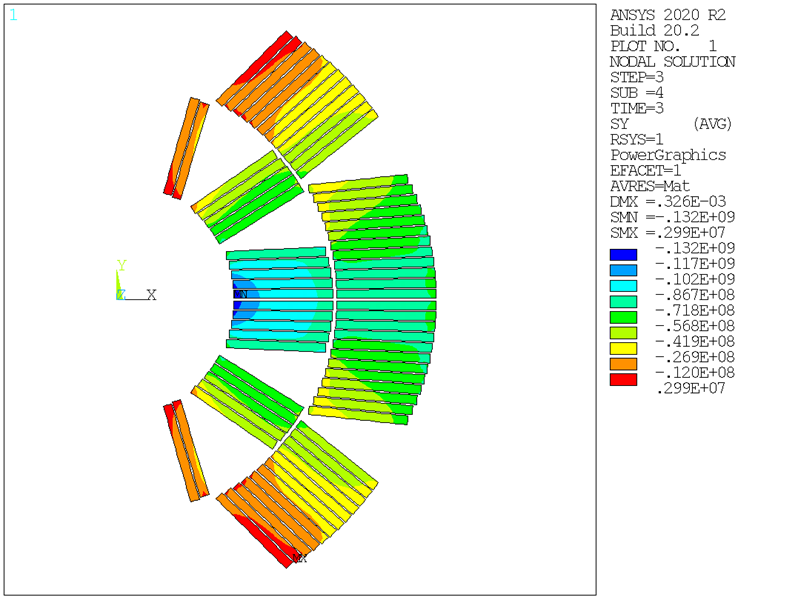 1
ANSYS 2020 R2
Build 20.2
PLOT NO. 1
NODAL SOLUTION
STEP=3
SUB =4
TIME=3
SY (AVG)
RSYS=1
PowerGraphics
EFACET=1
AVRES=Mat
DMX =.326E-03
SMN =-.132E+09
SMX =.299E+07
-.132E+09
-.117E+09
-.102E+09
-.867E+08
-.718E+08
-.568E+08
-.419E+08
-.269E+08
-.120E+08
.299E+07
Y
Z X
MX